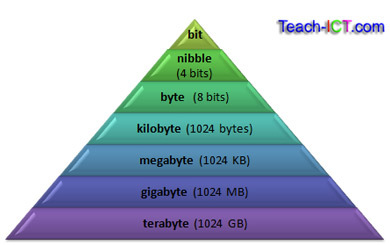 Teach-ICT.com
bit
nibble
(4 bits)
byte (8 bits)
kilobyte (1024 bytes)
megabyte (1024 KB)
gigabyte (1024 MB)
terabyte (1024 GB)